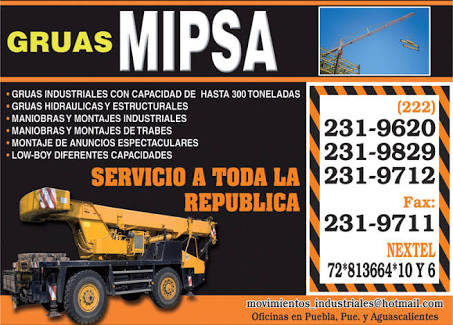 GRUAS MIPSA
• GRUAS INDUSTRIALES CON CAPACIDAD DE HASTA 300 TONELADAS
• GRUAS HIDRAULICAS Y ESTRUCTURALES
• MANIOBRAS Y MONTAJES INDUSTRIALES
• MANIOBRAS Y MONTAJES DE TRABES
• MONTAJE DE ANUNCIOS ESPECTACULARES
• LOW-BOY DIFERENTES CAPACIDADES
SERVICIO A TODA LA
REPUBLICA
(222)
231-9620
231-9829
231-9712
Fax:
231-9711
NEXTEL
72*813664*10 Y 6
movimientos_industriales@hotmail.com
Oficinas en Puebla, Pue. y Aguascalientes